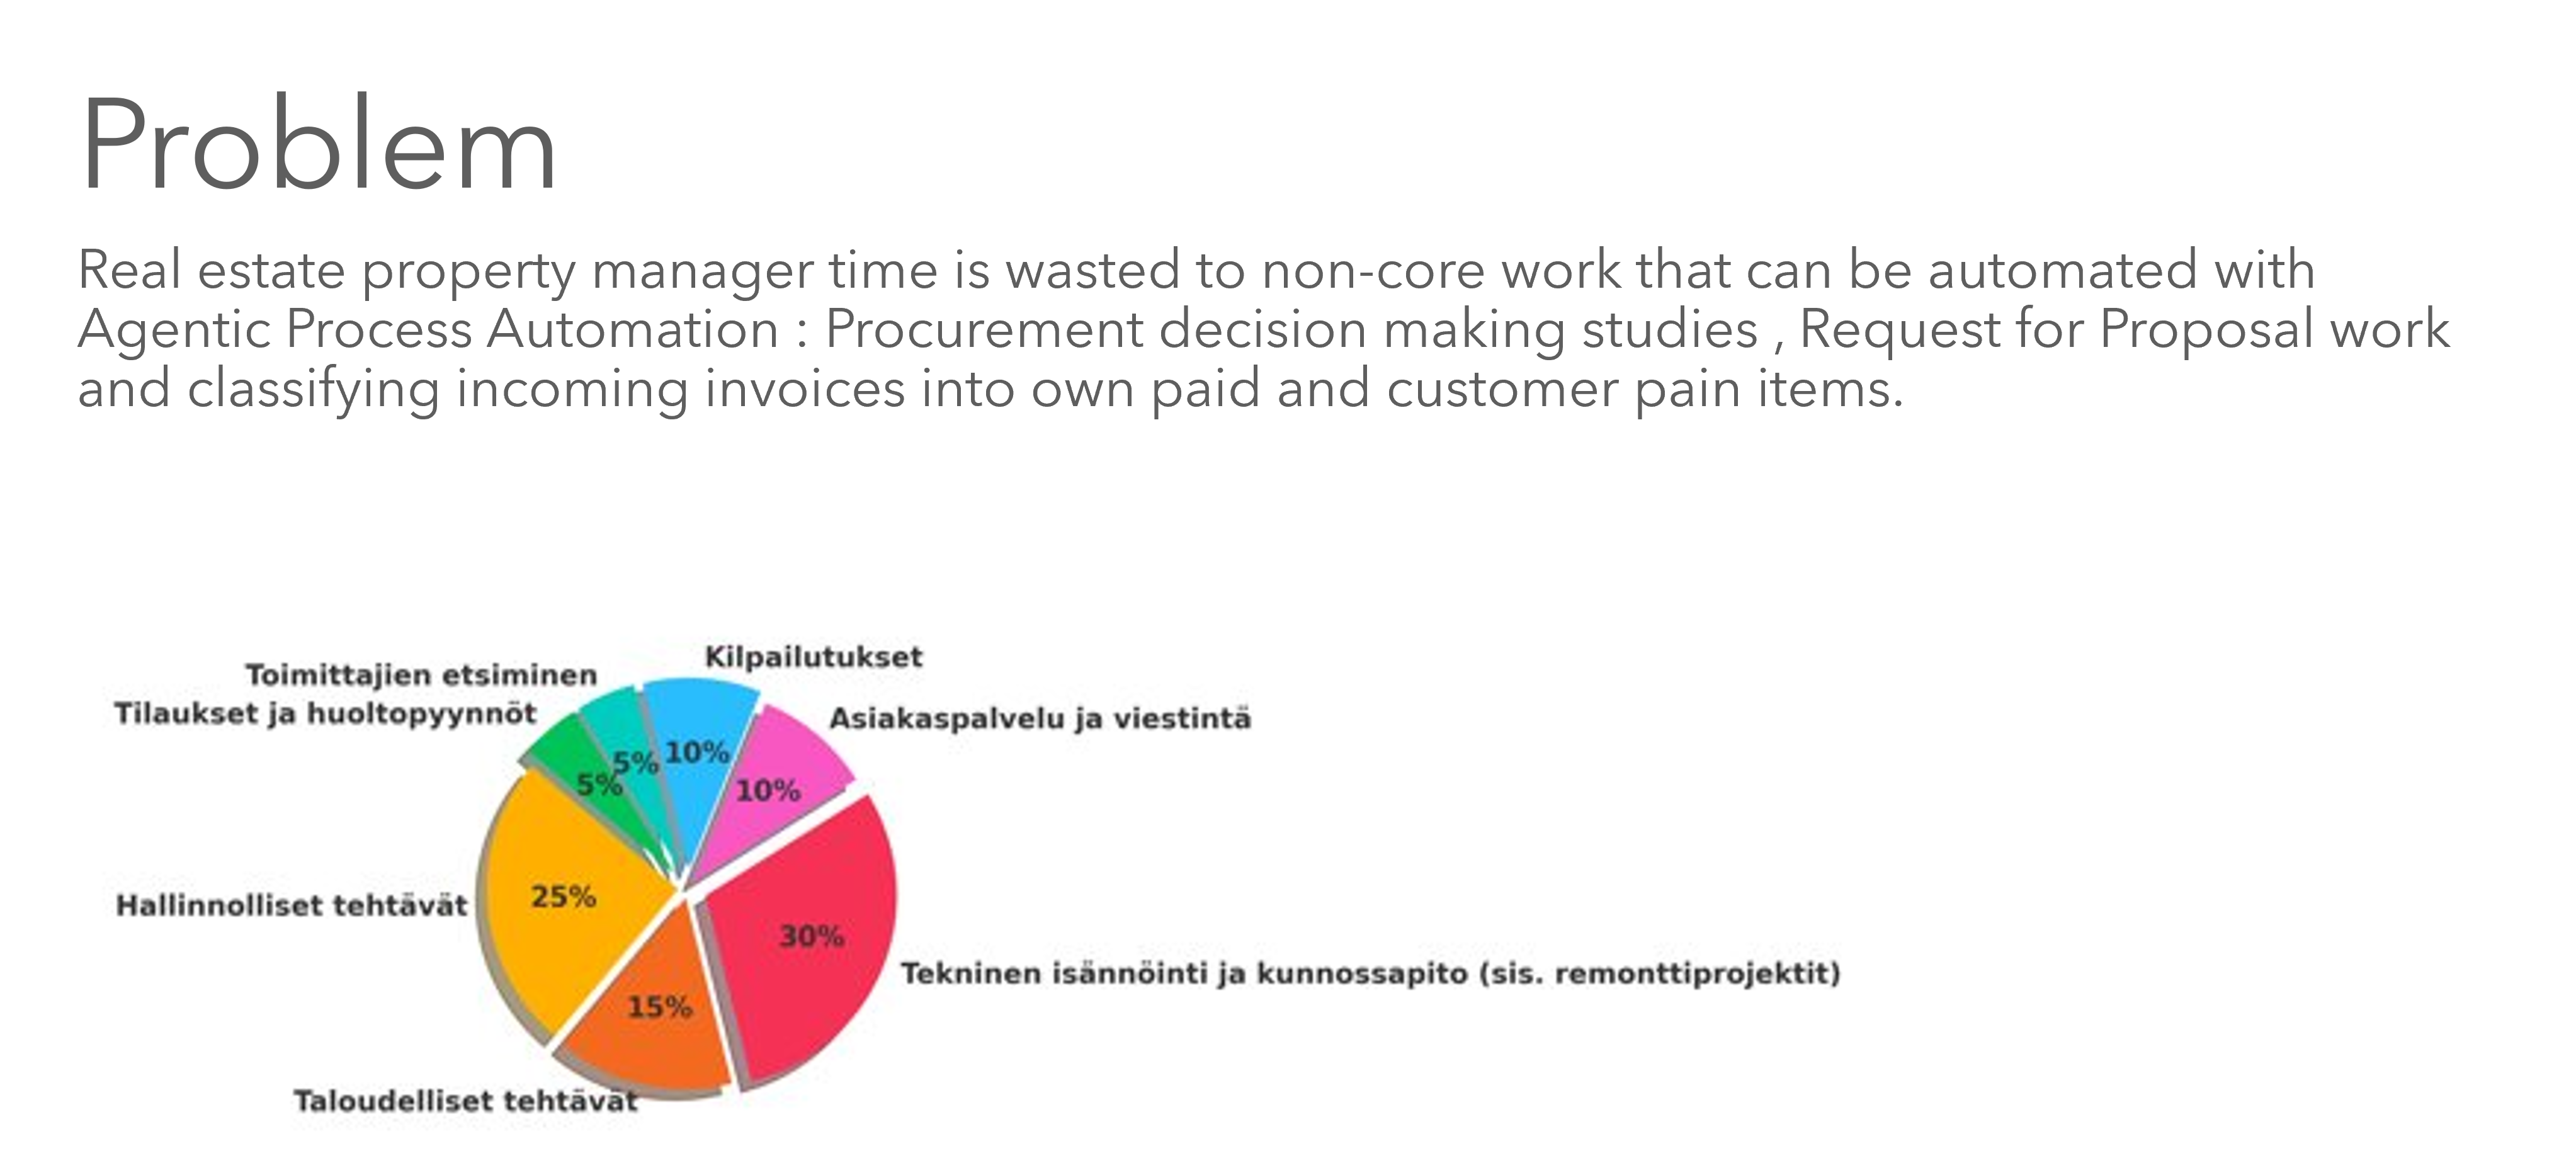 Problem
Real estate property manager time is wasted to non-core work that can be automated with
Agentic Process Automation : Procurement decision making studies , Request for Proposal work
and classifying incoming invoices into own paid and customer pain items.
Kilpailutukset
Toimittajien etsiminen
Tilaukset ja huoltopyynnöt
Asiakaspalvelu ja viestintä
10%
5%
5%
10%
25%
Hallinnolliset tehtävät
30%
Tekninen isännöinti ja kunnossapito (sis. remonttiprojektit)
15%
Taloudelliset tehtävät